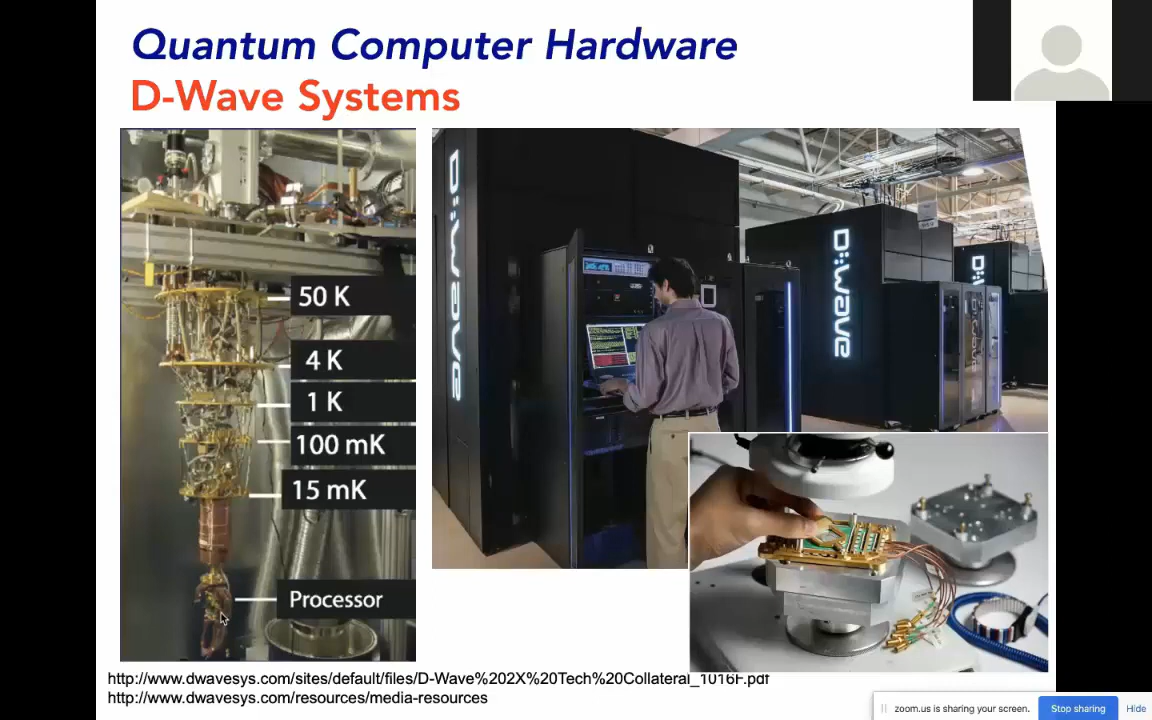 Quantum Computer Hardware
D-Wave Systems
50 K
4 K
1 K
100 mK
15 mK
Processor
D:wave
D:wave
D:wave
http://www.dwavesys.com/sites/default/files/D-Wave%202X%20Tech%20Collateral_1016F.pdf
http://www.dwavesys.com/resources/media-resources
zoom.us is sharing your screen.
Stop sharing
Hide